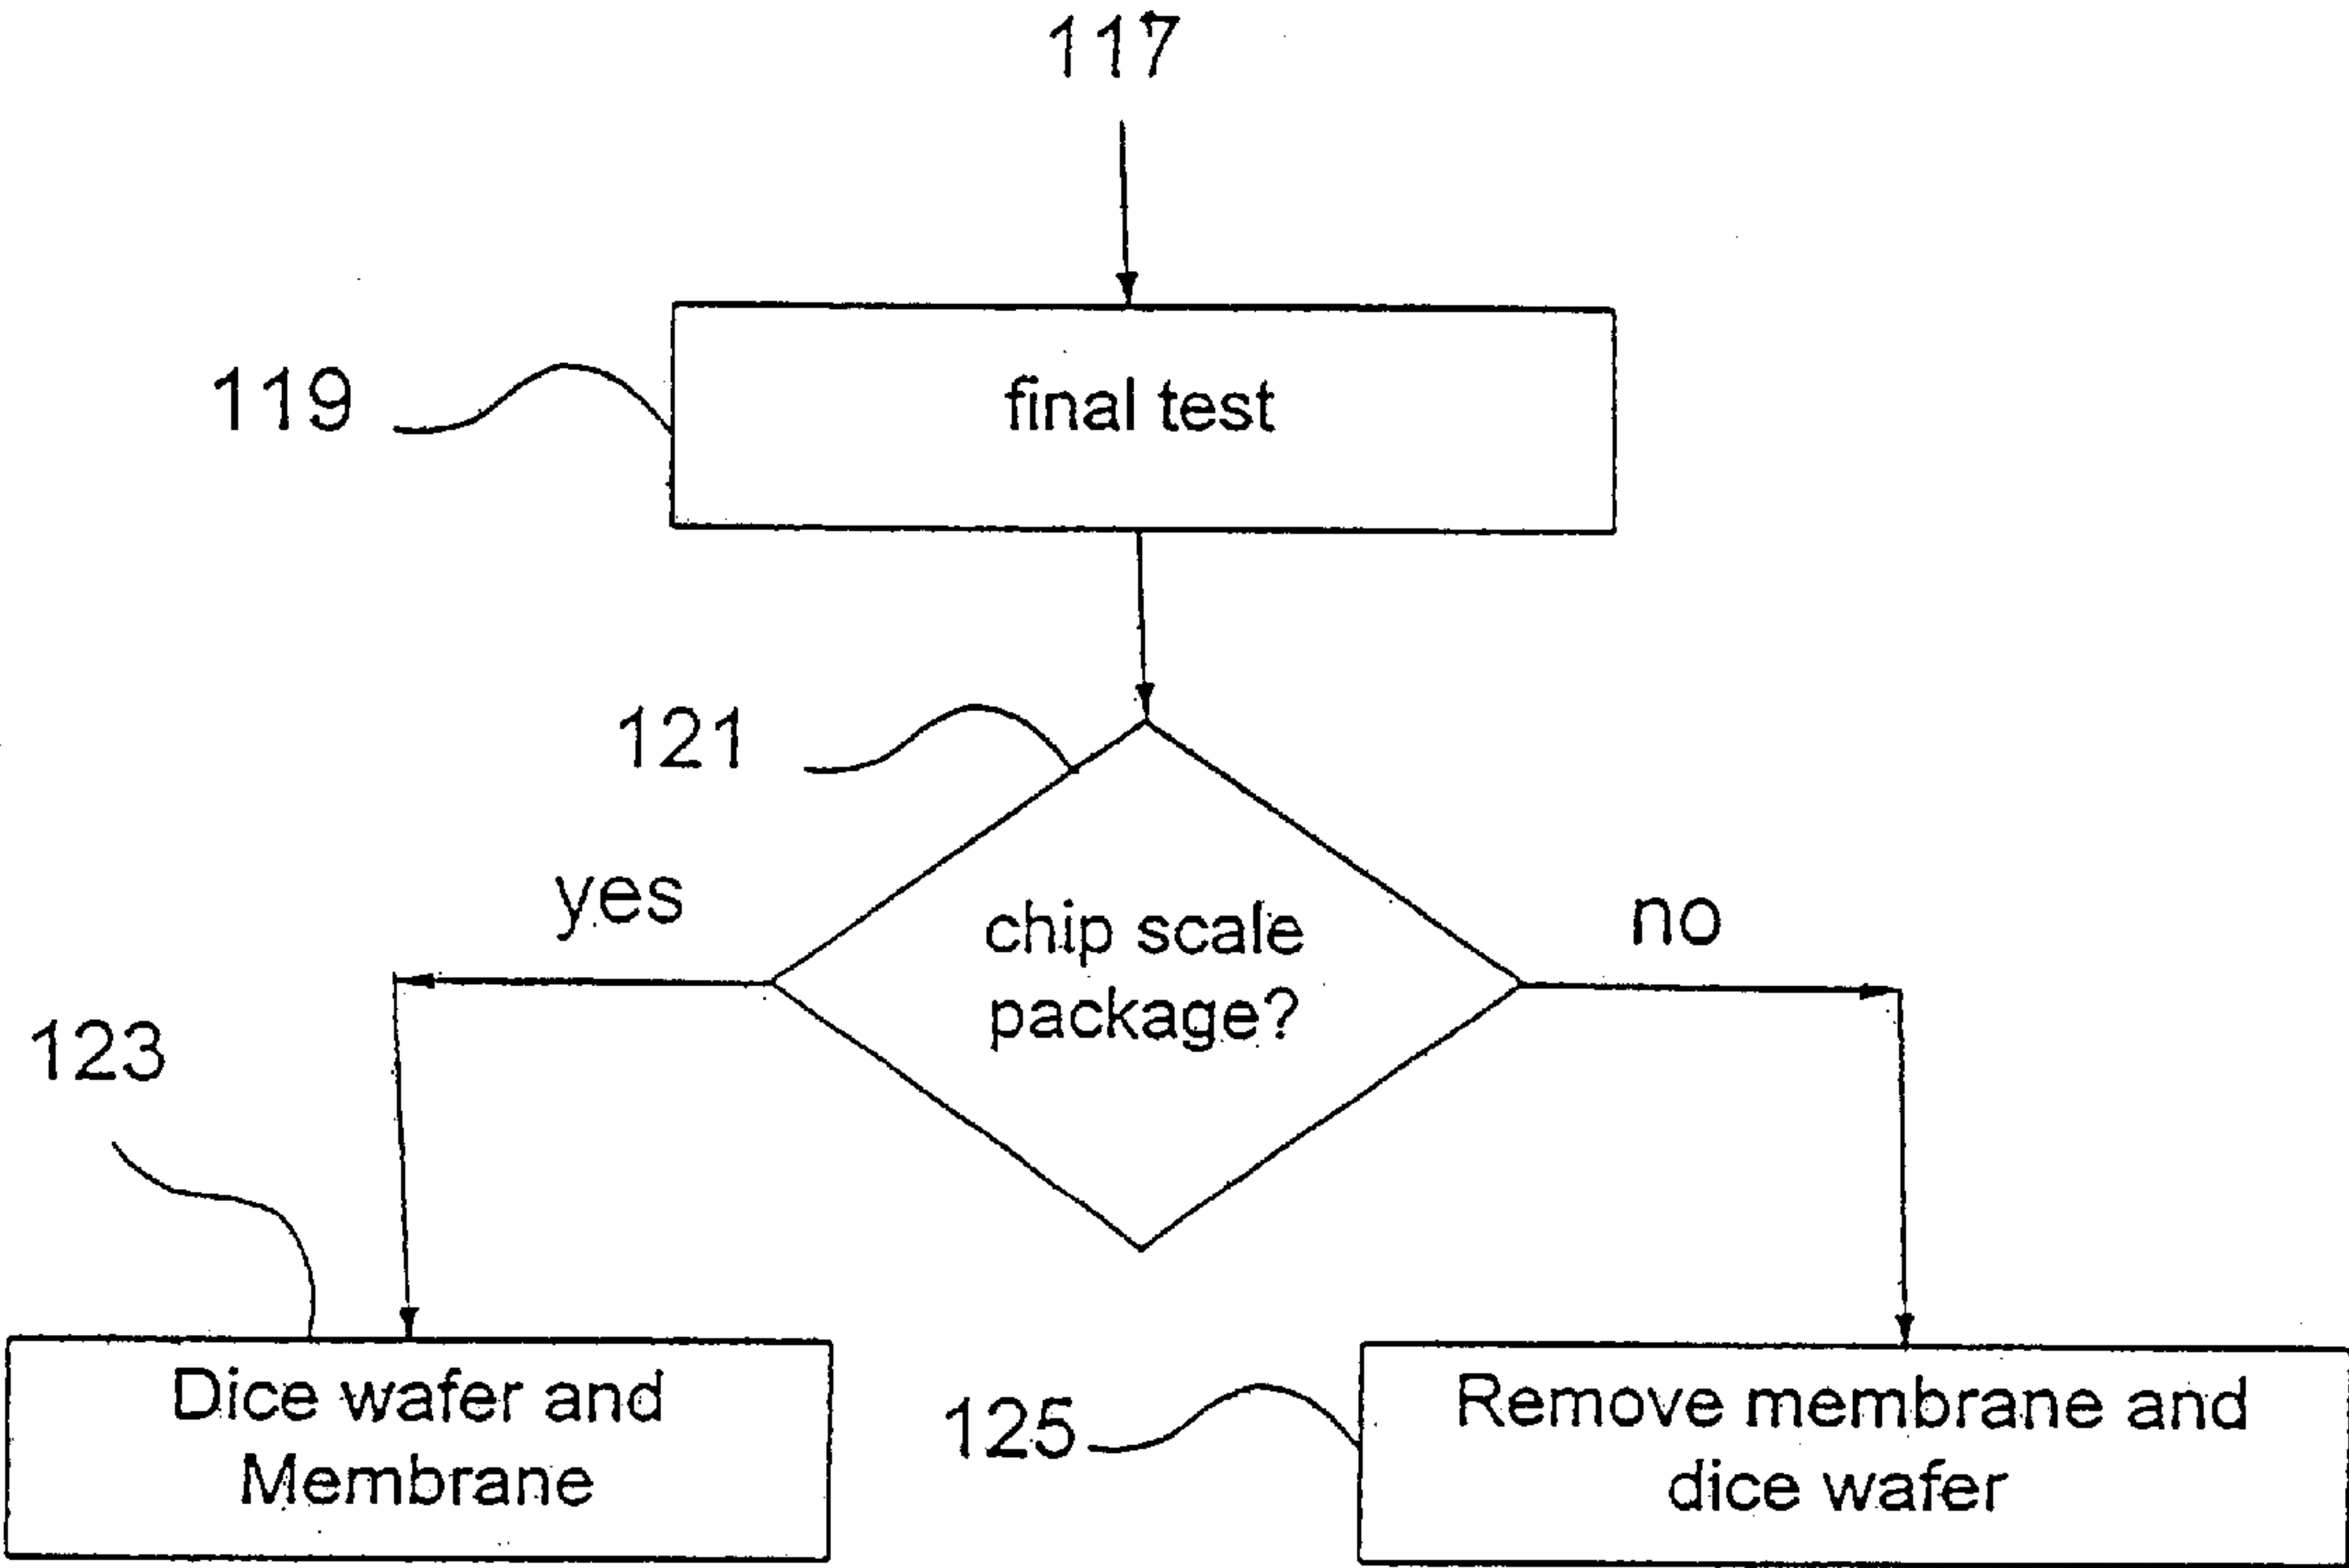 117
119
final test
121
yes
no
chip scale
package?
123
Dice wafer and
Membrane
125
Remove membrane and
dice wafer